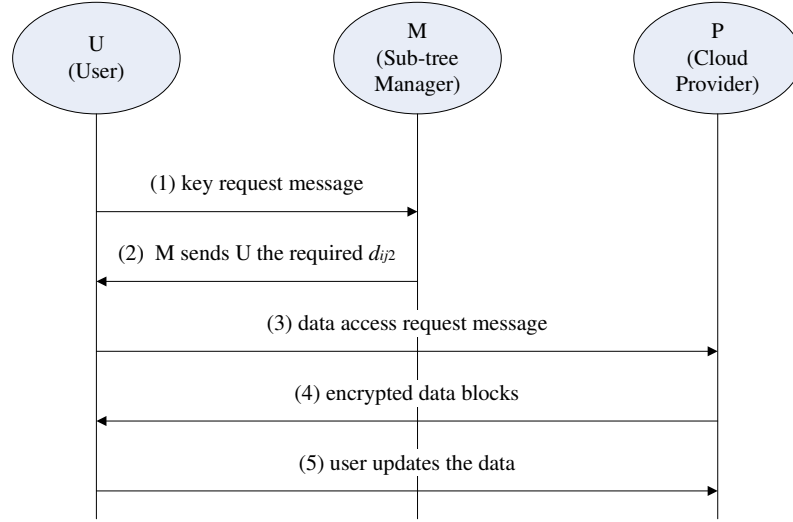 U
(User)
M
(Sub-tree
Manager)
P
(Cloud
Provider)
(1) key request message
(2) M sends U the required dij2
(3) data access request message
(4) encrypted data blocks
(5) user updates the data